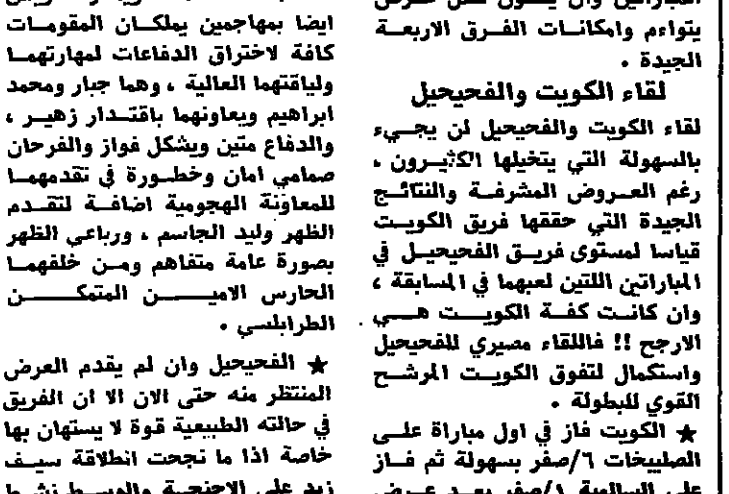 يتواءم وامكانات الفرق الاربعة
الجيدة .
لقاء الكويت والفحيحيل
لقاء الكويت والفحيحيل لن يجيء
بالسهولة التي يتخيلها الكثيرون ،
رغم العروض المشرفة والنتائج
الجيدة التي حققها فريق الكويت
قياسا لمستوى فريق الفحيحيل في
المباراتين اللتين لعبهما في المسابقة ،
وان كانت كفة الكويت هي
الارجح !! فاللقاء مصيري للفحيحيل
واستكمال لتفوق الكويت المرشح
القوي للبطولة .
★ الكويت فاز في اول مباراة على
الصليبخات ٦/صفر بسهولة ثم فاز
على السالمية ١/صفر بعد عرض
ايضا بمهاجمين يملكان المقومات
كافة لاختراق الدفاعات لمهارتهما
ولياقتهما العالية ، وهما جبار ومحمد
ابراهيم ويعاونهما باقتدار زهير ،
والدفاع متين ويشكل فواز والفرحان
صمامي امان وخطورة في تقدمهما
للمعاونة الهجومية اضافة لتقدم
الظهر وليد الجاسم ، ورباعي الظهر
بصورة عامة متفاهم ومن خلفهما
الحارس الامين المتمكن
الطرابلسي .
★ الفحيحيل وان لم يقدم العرض
المنتظر منه حتى الان الا ان الفريق
في حالته الطبيعية قوة لا يستهان بها
خاصة اذا ما نجحت انطلاقة سيف
زيد على الاجنحة والوسط نشط